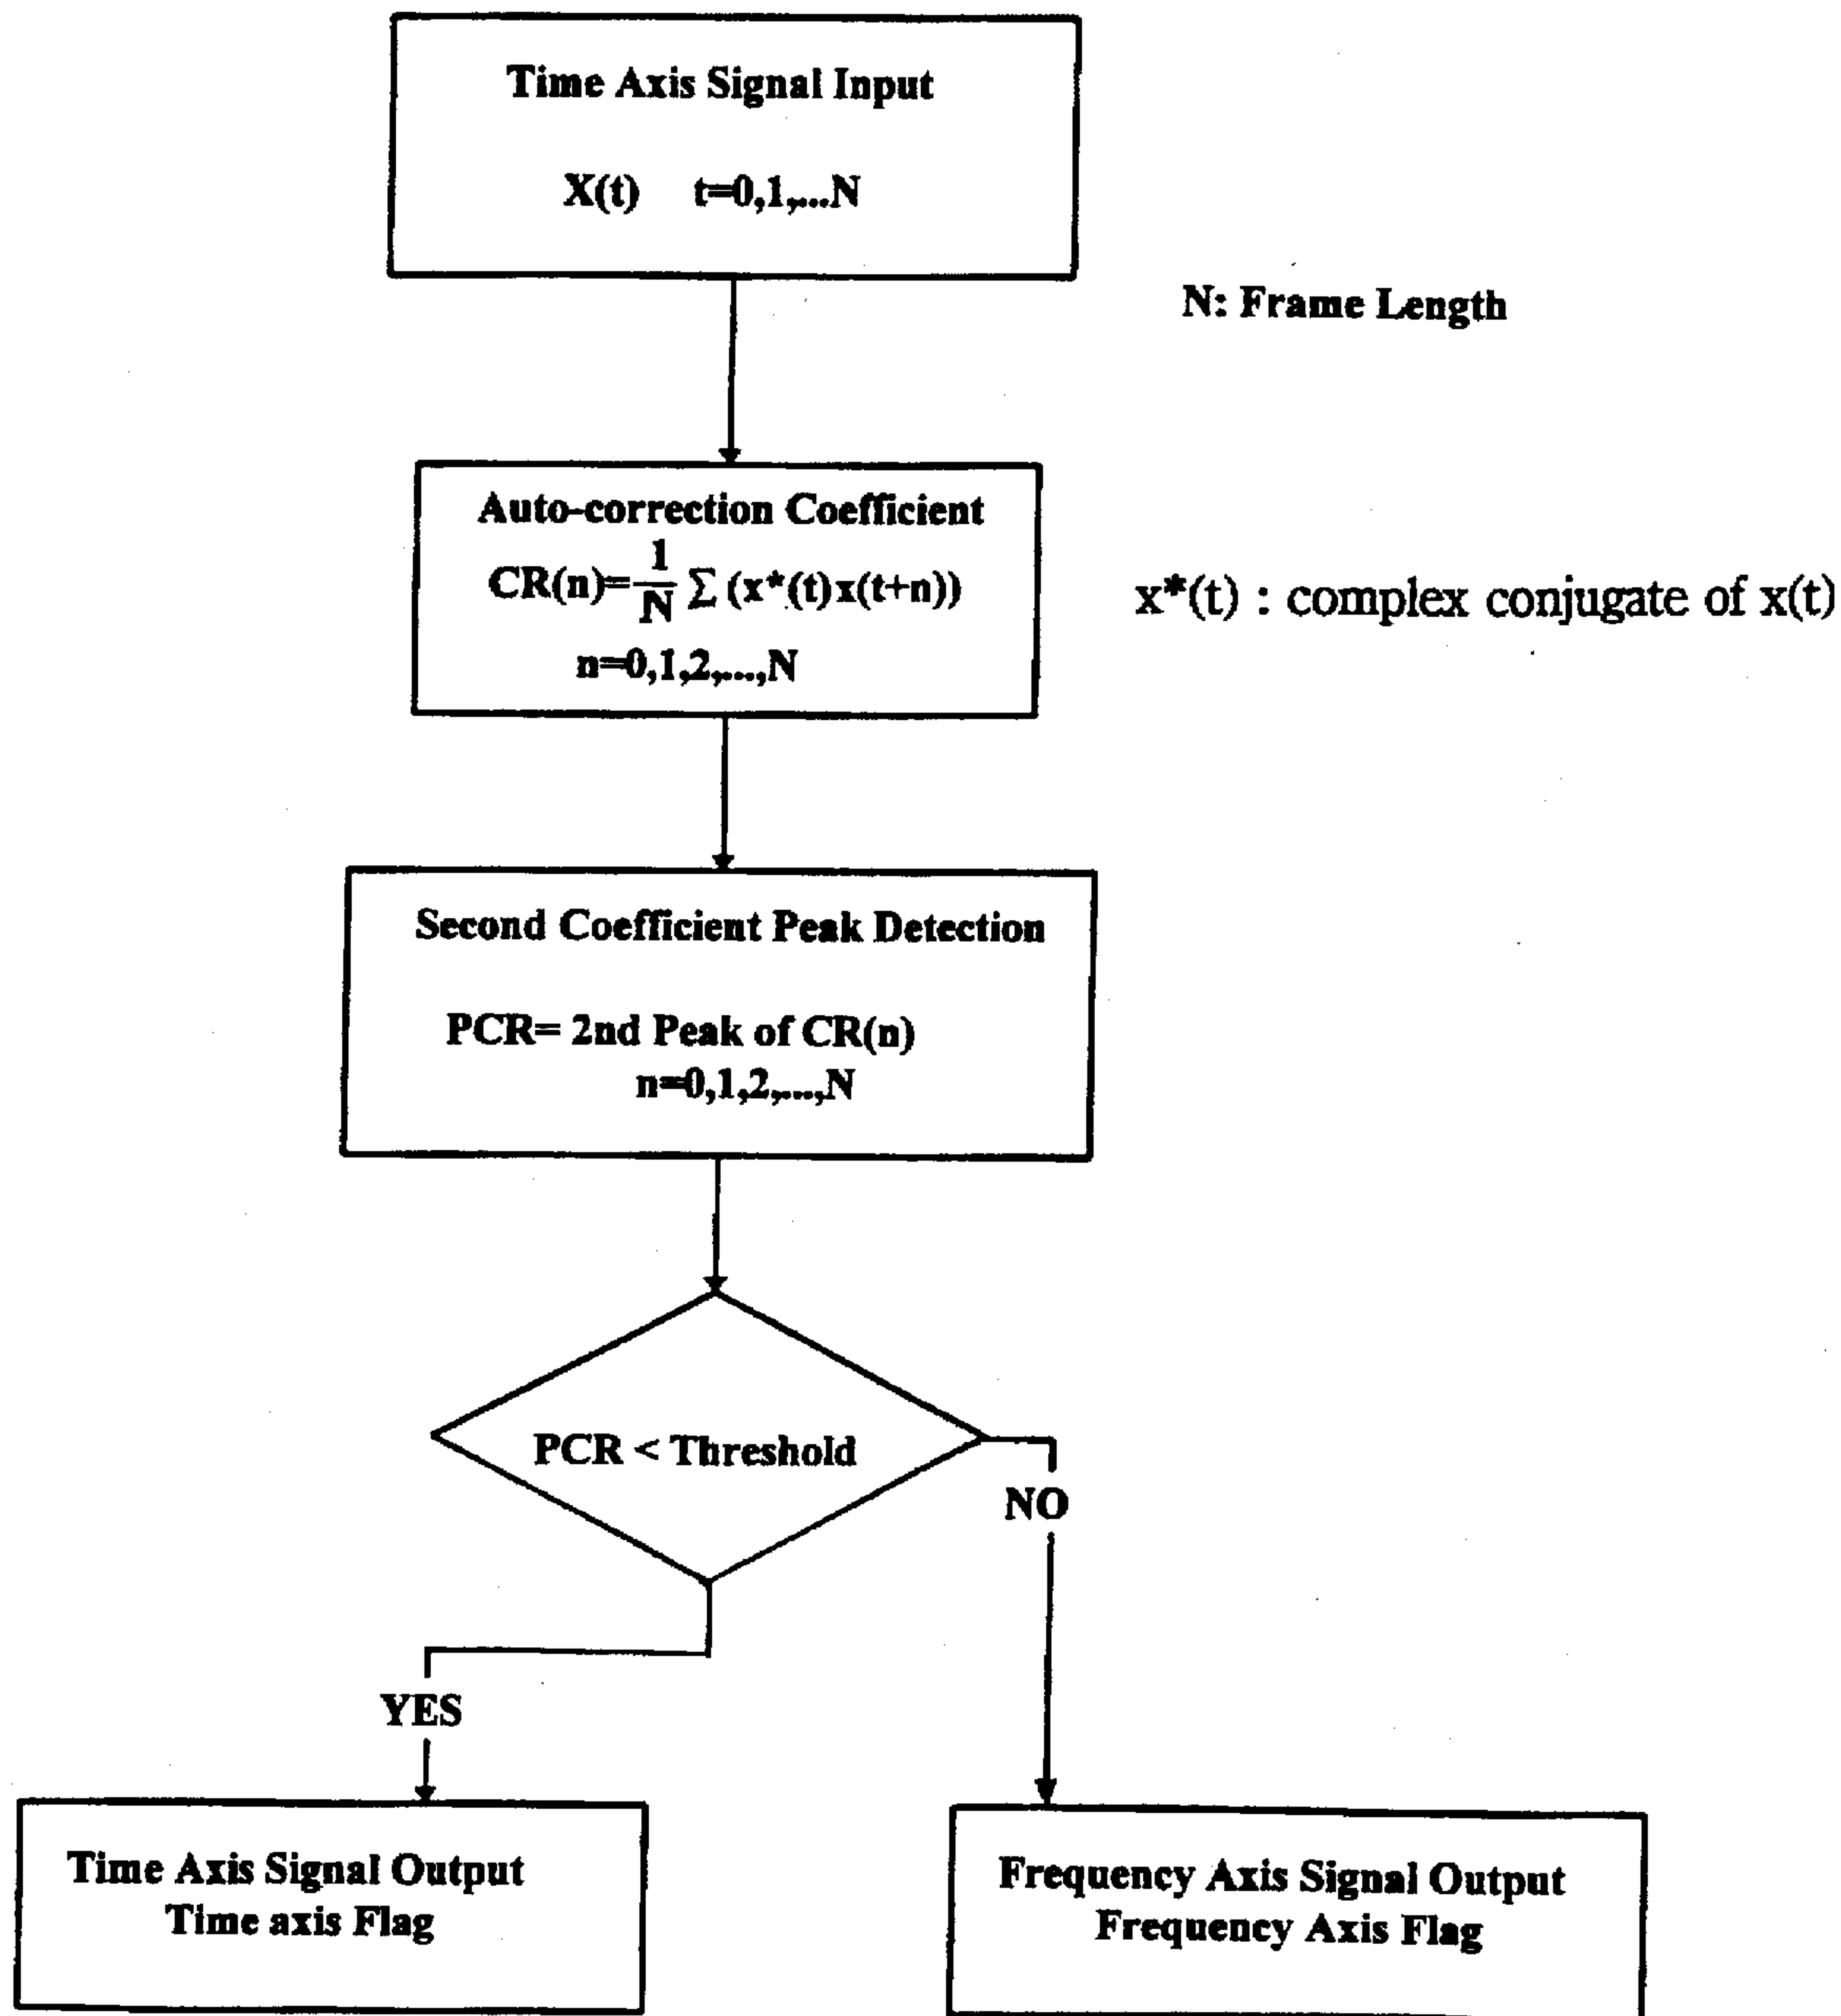 Time Axis Signal Input
X(t) t=0,1,...N
N: Frame Length
Auto-correction Coefficient
CR(n)=1/N ∑ (x*(t)x(t+n))
n=0,1,2,...,N
x*(t) : complex conjugate of x(t)
Second Coefficient Peak Detection
PCR= 2nd Peak of CR(n)
n=0,1,2,...,N
PCR < Threshold
NO
YES
Time Axis Signal Output
Time axis Flag
Frequency Axis Signal Output
Frequency Axis Flag